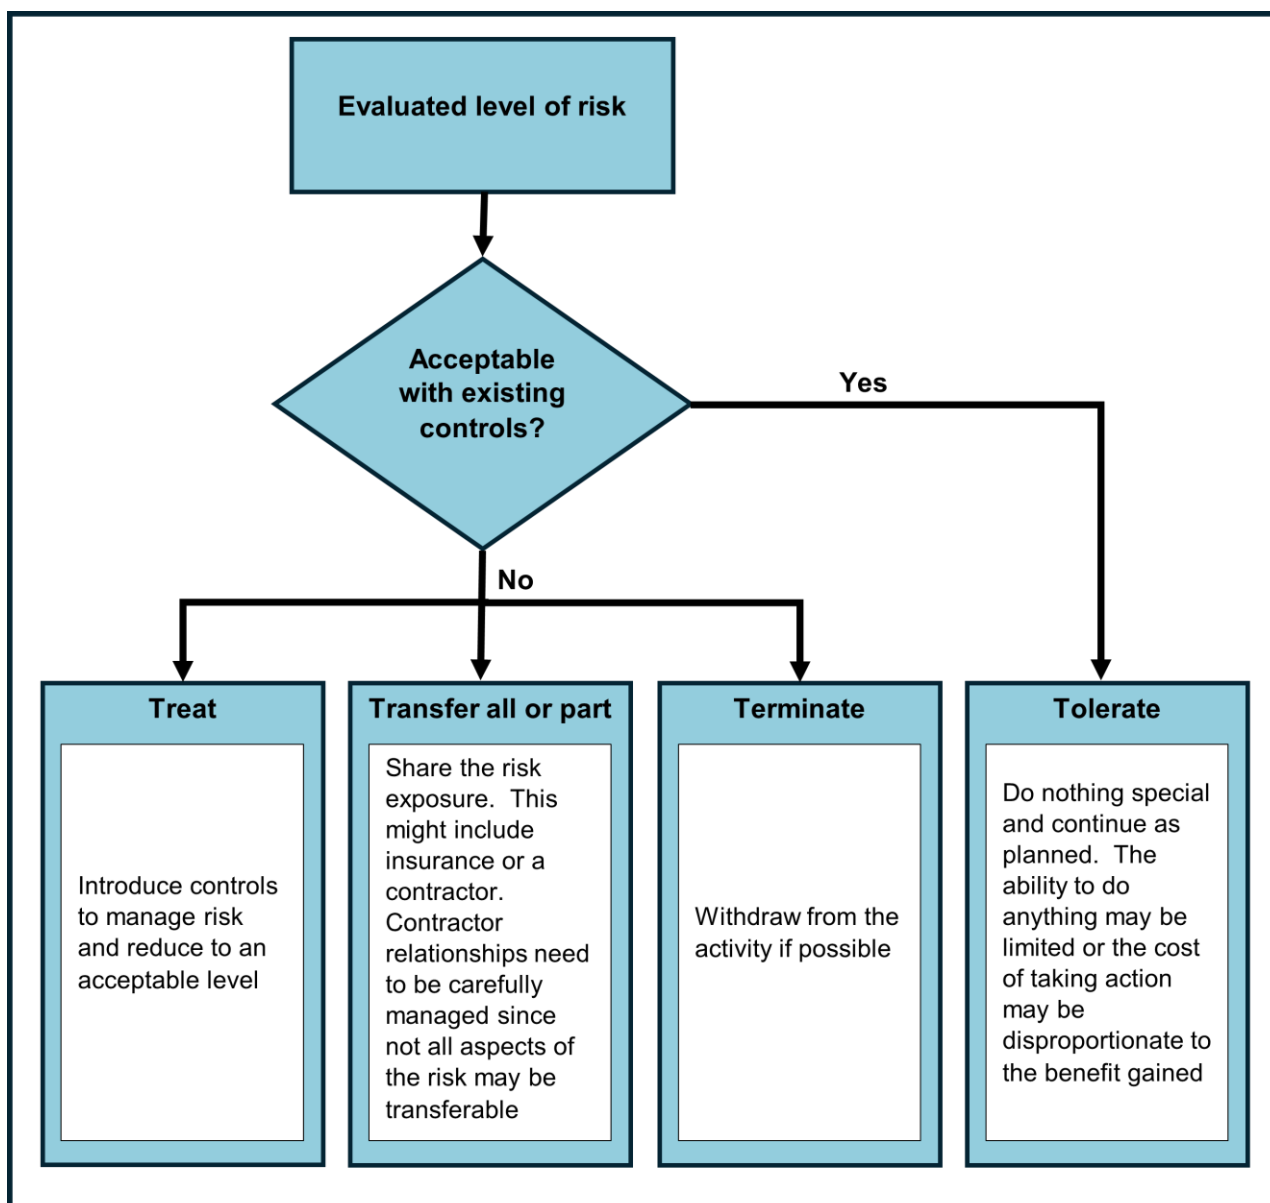 Evaluated level of risk
Acceptable
with existing
controls?
Yes
No
Treat
Introduce controls
to manage risk
and reduce to an
acceptable level
Transfer all or part
Share the risk
exposure.  This
might include
insurance or a
contractor.
Contractor
relationships need
to be carefully
managed since
not all aspects of
the risk may be
transferable
Terminate
Withdraw from the
activity if possible
Tolerate
Do nothing special
and continue as
planned.  The
ability to do
anything may be
limited or the cost
of taking action
may be
disproportionate to
the benefit gained